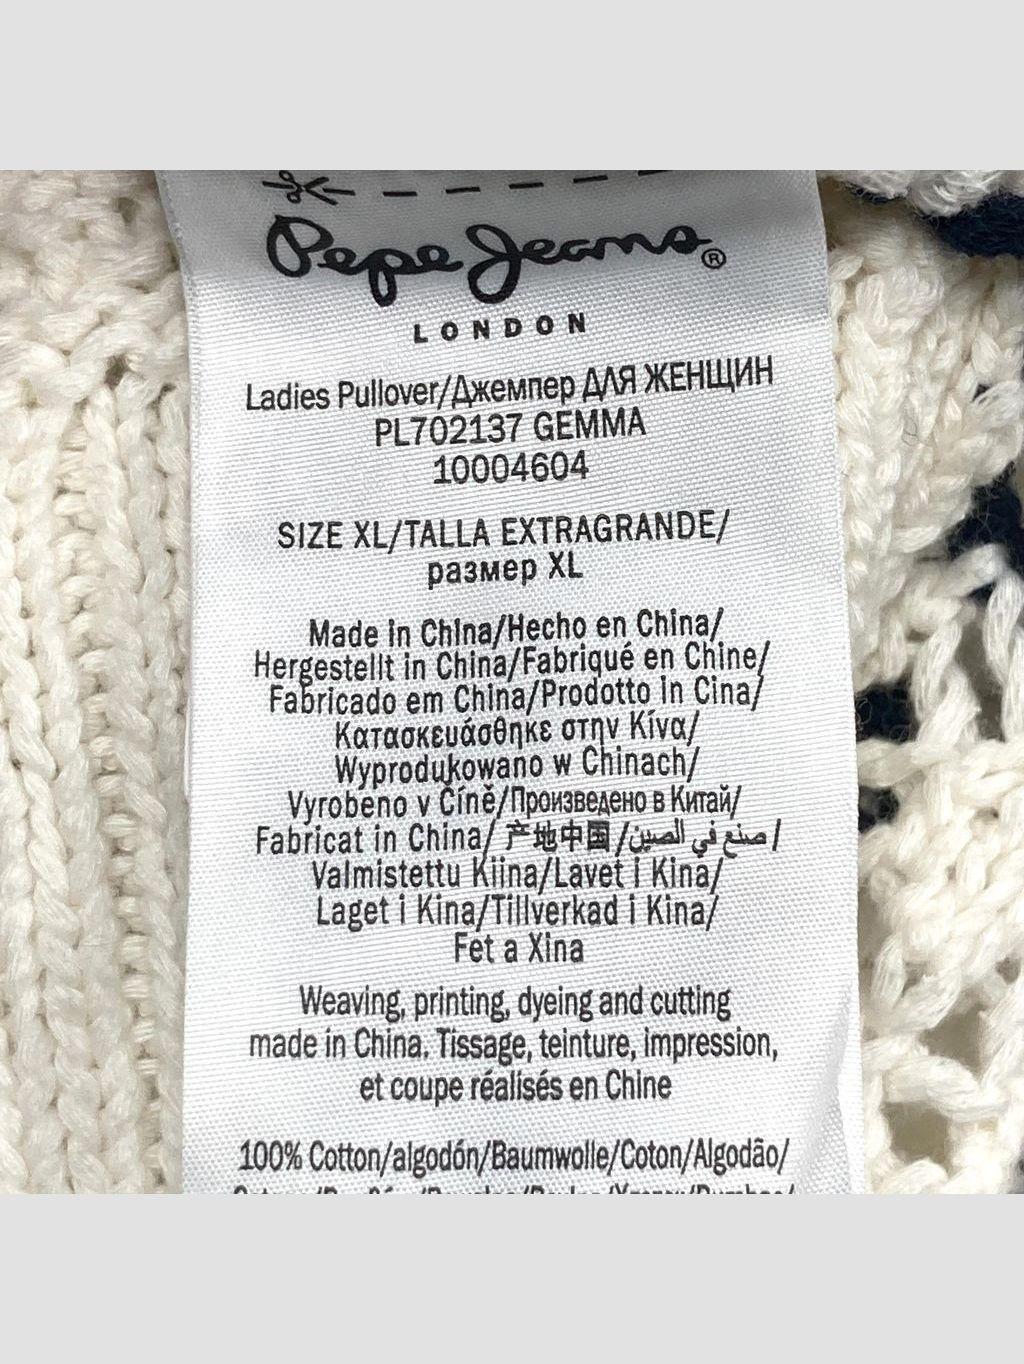 Pepe Jeans®
LONDON
Ladies Pullover/Джемпер ДЛЯ ЖЕНЩИН
PL702137 GEMMA
10004604
SIZE XL/TALLA EXTRAGRANDE/
размер XL
Made in China/Hecho en China/
Hergestellt in China/Fabriqué en Chine/
Fabricado em China/Prodotto in Cina/
Κατασκευάσθηκε στην Κίνα/
Wyprodukowano w Chinach/
Vyrobeno v Číně/Произведено в Китай/
Fabricat in China/ 产地中国 /صنع في الصين/
Valmistettu Kiina/Lavet i Kina/
Laget i Kina/Tillverkad i Kina/
Fet a Xina
Weaving, printing, dyeing and cutting
made in China. Tissage, teinture, impression,
et coupe réalisés en Chine
100% Cotton/algodón/Baumwolle/Coton/Algodão/